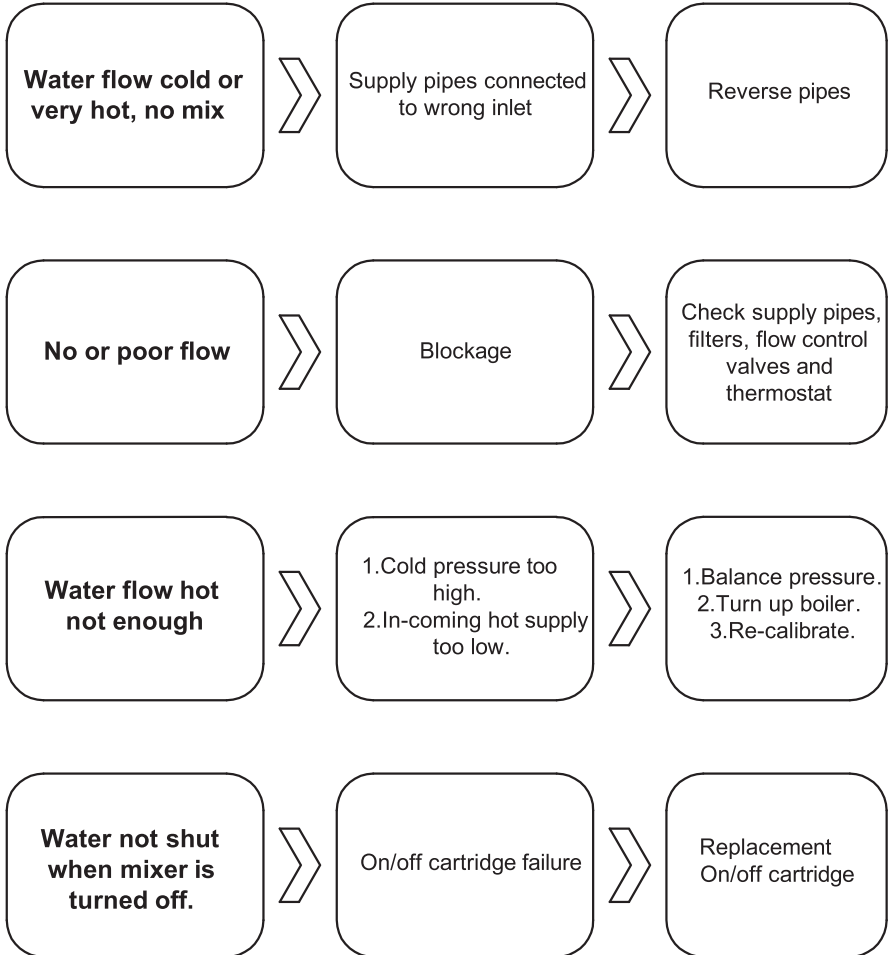 Water flow cold or
very hot, no mix
Supply pipes connected
to wrong inlet
Reverse pipes
No or poor flow
Blockage
Check supply pipes,
filters, flow control
valves and
thermostat
Water flow hot
not enough
1.Cold pressure too
high.
2.In-coming hot supply
too low.
1.Balance pressure.
2.Turn up boiler.
3.Re-calibrate.
Water not shut
when mixer is
turned off.
On/off cartridge failure
Replacement
On/off cartridge